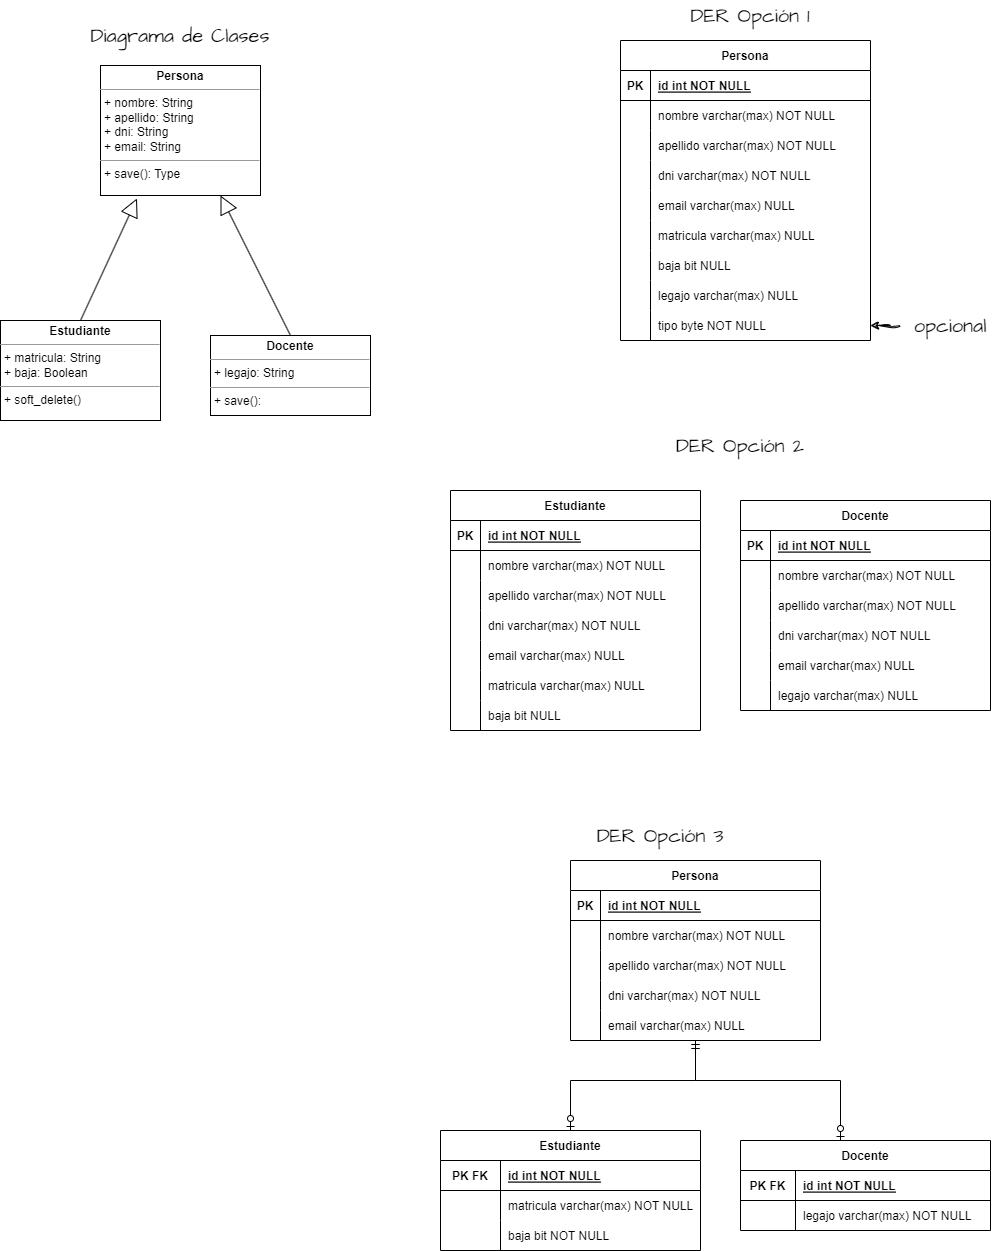 Diagrama de Clases
Persona
+ nombre: String
+ apellido: String
+ dni: String
+ email: String
+ save(): Type
Estudiante
+ matricula: String
+ baja: Boolean
+ soft_delete()
Docente
+ legajo: String
+ save():
DER Opción 1
Persona
PK id int NOT NULL
nombre varchar(max) NOT NULL
apellido varchar(max) NOT NULL
dni varchar(max) NOT NULL
email varchar(max) NULL
matricula varchar(max) NULL
baja bit NULL
legajo varchar(max) NULL
tipo byte NOT NULL
opcional
DER Opción 2
Estudiante
PK id int NOT NULL
nombre varchar(max) NOT NULL
apellido varchar(max) NOT NULL
dni varchar(max) NOT NULL
email varchar(max) NULL
matricula varchar(max) NULL
baja bit NULL
Docente
PK id int NOT NULL
nombre varchar(max) NOT NULL
apellido varchar(max) NOT NULL
dni varchar(max) NOT NULL
email varchar(max) NULL
legajo varchar(max) NULL
DER Opción 3
Persona
PK id int NOT NULL
nombre varchar(max) NOT NULL
apellido varchar(max) NOT NULL
dni varchar(max) NOT NULL
email varchar(max) NULL
Estudiante
PK FK id int NOT NULL
matricula varchar(max) NOT NULL
baja bit NOT NULL
Docente
PK FK id int NOT NULL
legajo varchar(max) NOT NULL